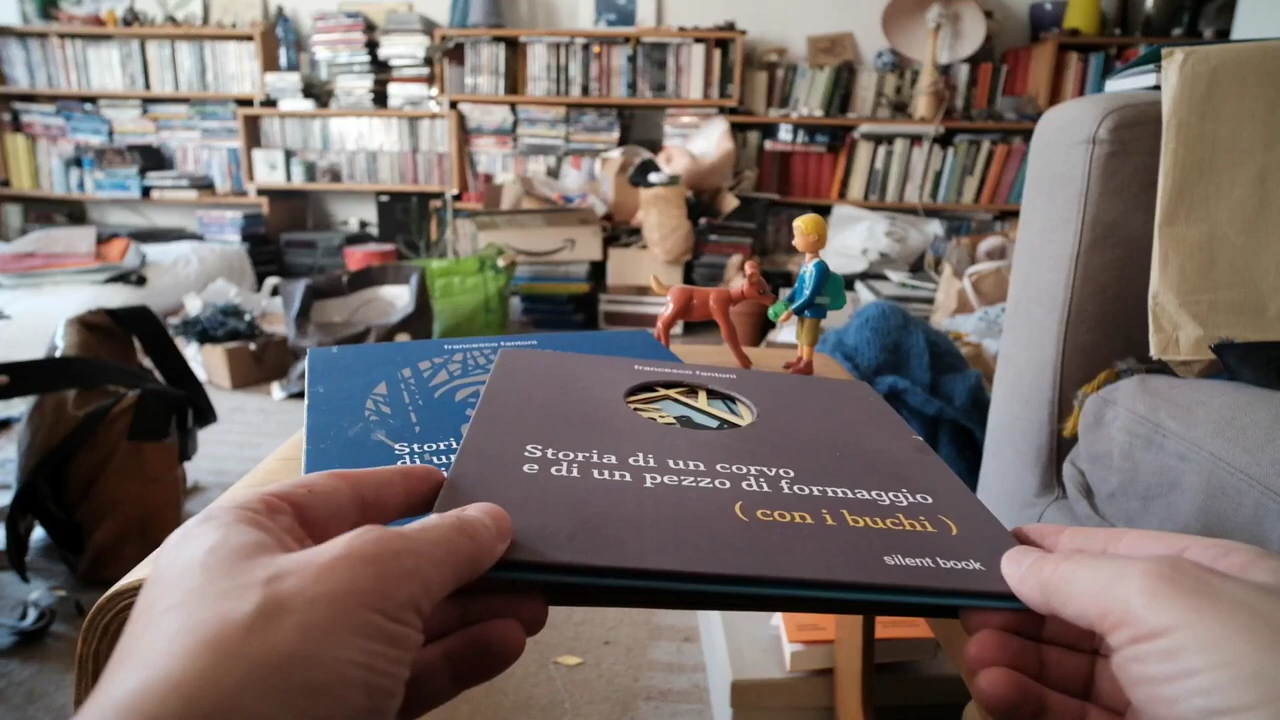 francesco fantoni
Stori
di un
francesco fantoni
Storia di un corvo
e di un pezzo di formaggio
( con i buchi )
silent book